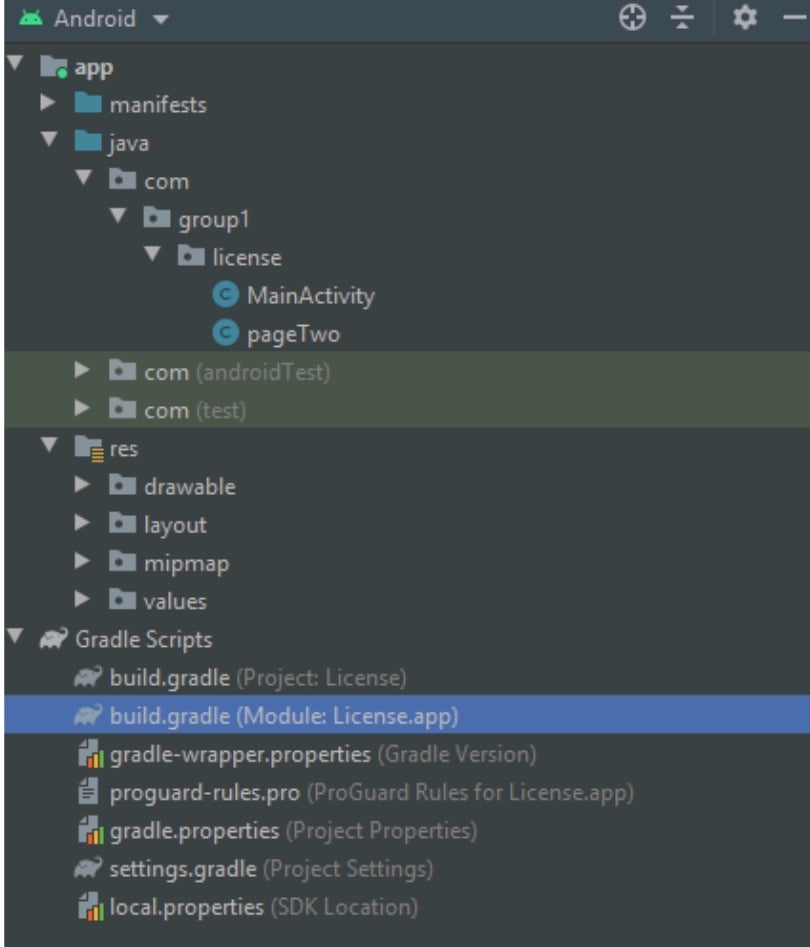 Android
app
manifests
java
com
group1
license
C MainActivity
C pageTwo
com (androidTest)
com (test)
res
drawable
layout
mipmap
values
Gradle Scripts
build.gradle (Project: License)
build.gradle (Module: License.app)
gradle-wrapper.properties (Gradle Version)
proguard-rules.pro (ProGuard Rules for License.app)
gradle.properties (Project Properties)
settings.gradle (Project Settings)
local.properties (SDK Location)